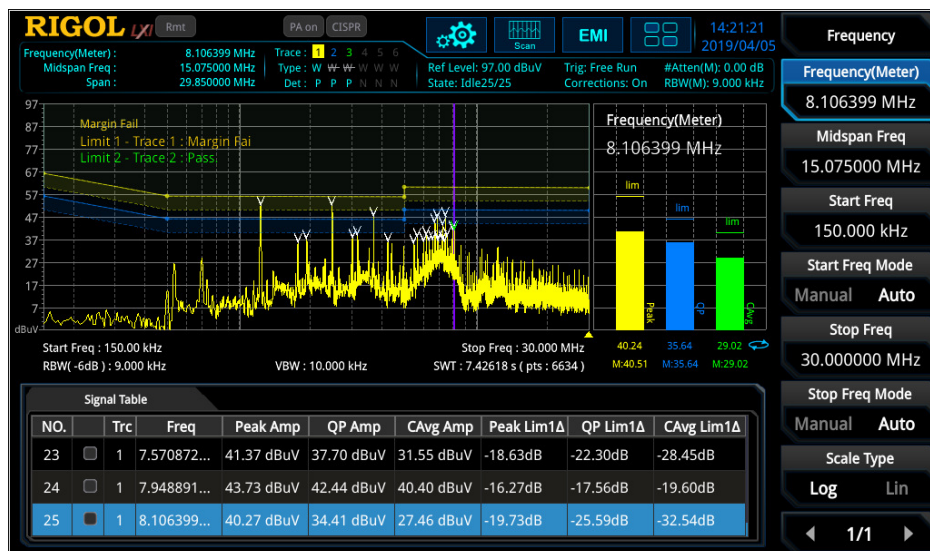 RIGOL LXI Rmt PA on CISPR
Scan
EMI
14:21:21
2019/04/05
Frequency(Meter) : 8.106399 MHz
Midspan Freq : 15.075000 MHz
Span : 29.850000 MHz
Trace : 1 2 3 4 5 6
Type : W W W W W W
Det : P P P N N N
Ref Level: 97.00 dBuV
State: Idle25/25
Trig: Free Run
Corrections: On
#Atten(M): 0.00 dB
RBW(M): 9.000 kHz
97
87
77
67
57
47
37
27
17
7
dBuV
Margin Fail
Limit 1 - Trace 1 : Margin Fai
Limit 2 - Trace 2 : Pass
Frequency(Meter)
8.106399 MHz
lim
lim
lim
Peak
QP
CAvg
40.24 35.64 29.02
M:40.51 M:35.64 M:29.02
Start Freq : 150.00 kHz
Stop Freq : 30.000 MHz
RBW( -6dB ) : 9.000 kHz
VBW : 10.000 kHz
SWT : 7.42618 s ( pts : 6634 )
Signal Table
NO. Trc Freq Peak Amp QP Amp CAvg Amp Peak Lim1Δ QP Lim1Δ CAvg Lim1Δ
23 1 7.570872... 41.37 dBuV 37.70 dBuV 31.55 dBuV -18.63dB -22.30dB -28.45dB
24 1 7.948891... 43.73 dBuV 42.44 dBuV 40.40 dBuV -16.27dB -17.56dB -19.60dB
25 1 8.106399... 40.27 dBuV 34.41 dBuV 27.46 dBuV -19.73dB -25.59dB -32.54dB
Frequency
Frequency(Meter)
8.106399 MHz
Midspan Freq
15.075000 MHz
Start Freq
150.000 kHz
Start Freq Mode
Manual Auto
Stop Freq
30.000000 MHz
Stop Freq Mode
Manual Auto
Scale Type
Log Lin
1/1